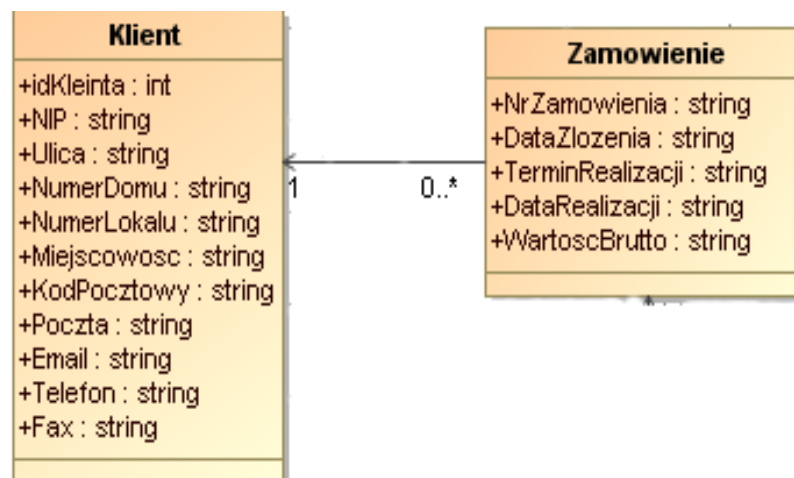 Klient
+idKleinta : int
+NIP : string
+Ulica : string
+NumerDomu : string
+NumerLokalu : string
+Miejscowosc : string
+KodPocztowy : string
+Poczta : string
+Email : string
+Telefon : string
+Fax : string
1
0..*
Zamowienie
+NrZamowienia : string
+DataZlozenia : string
+TerminRealizacji : string
+DataRealizacji : string
+WartoscBrutto : string